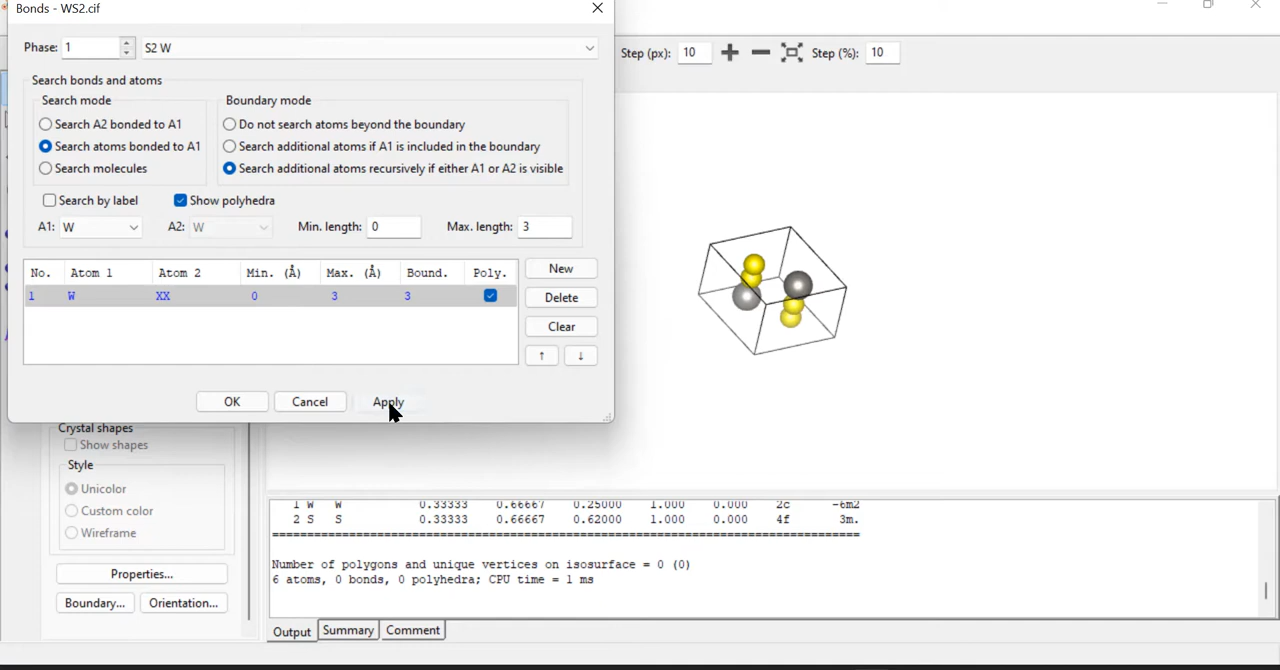 Bonds - WS2.cif
Phase: 1 S2 W
Step (px): 10 Step (%): 10
Search bonds and atoms
Search mode
Boundary mode
Search A2 bonded to A1
Do not search atoms beyond the boundary
Search atoms bonded to A1
Search additional atoms if A1 is included in the boundary
Search molecules
Search additional atoms recursively if either A1 or A2 is visible
Search by label
Show polyhedra
A1: W A2: W Min. length: 0 Max. length: 3
No. Atom 1 Atom 2 Min. (Å) Max. (Å) Bound. Poly.
1 W XX 0 3 3
New
Delete
Clear
↑ ↓
OK Cancel Apply
Crystal shapes
Show shapes
Style
Unicolor
Custom color
Wireframe
Properties...
Boundary... Orientation...
1 W W 0.33333 0.66667 0.25000 1.000 0.000 2c -6m2
2 S S 0.33333 0.66667 0.62000 1.000 0.000 4f 3m.
Number of polygons and unique vertices on isosurface = 0 (0)
6 atoms, 0 bonds, 0 polyhedra; CPU time = 1 ms
Output Summary Comment